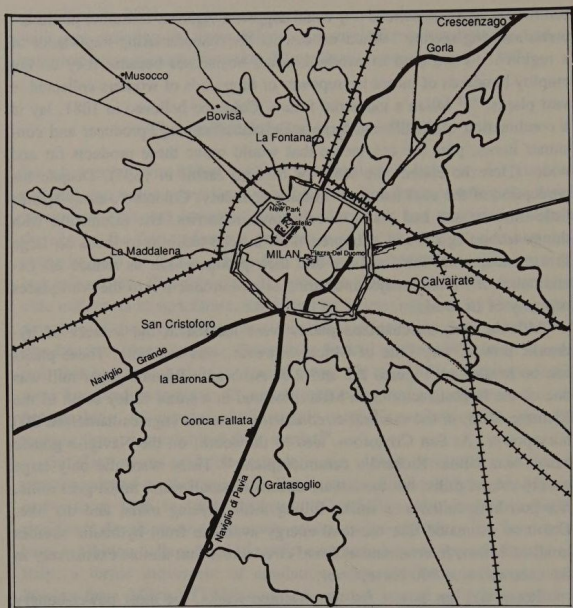 Crescenzago
Gorla
Musocco
Bovisa
La Fontana
New Park
Castello
La Maddalena
MILAN
Piazza Del Duomo
Calvairate
San Cristoforo
Naviglio Grande
la Barona
Conca Fallata
Gratasoglio
Naviglio di Pavia